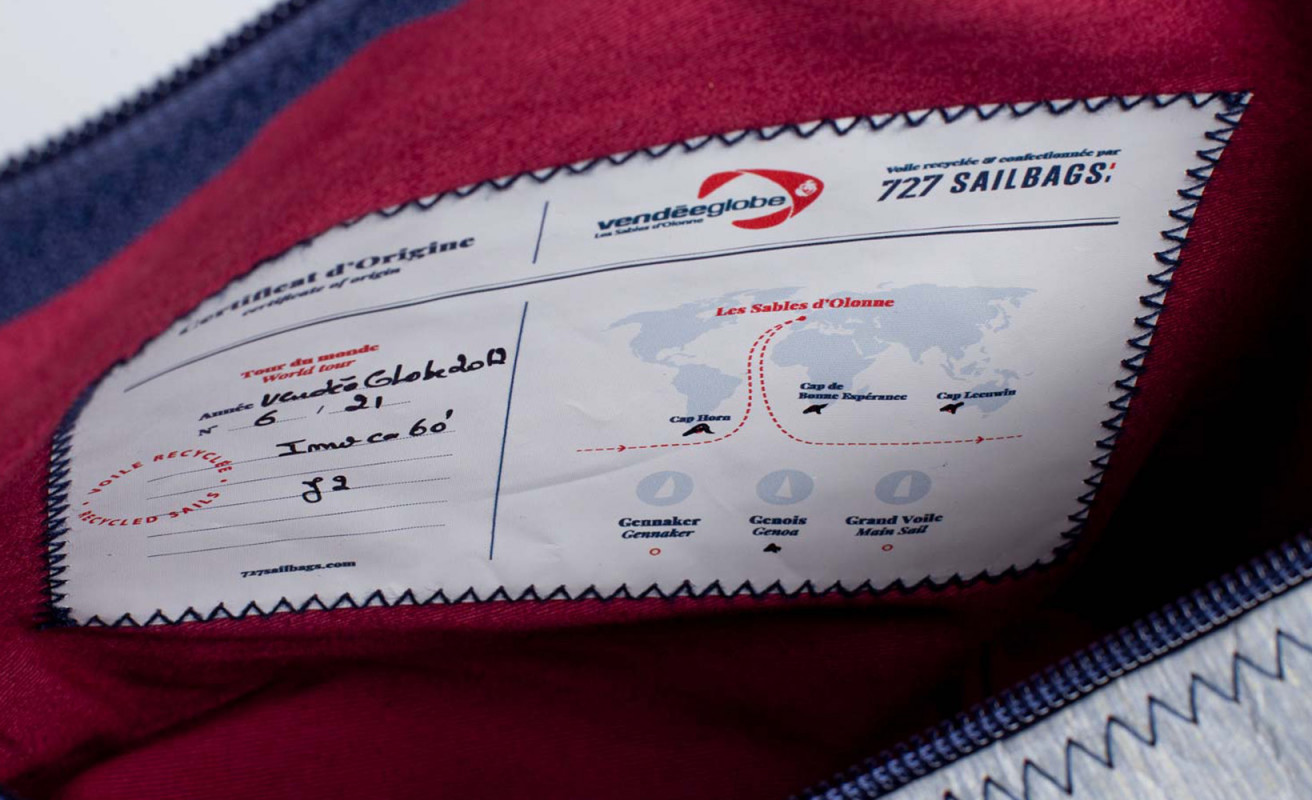 Certificat d'Origine
certificate of origin
vendéeglobe
Les Sables d'Olonne
Voile recyclée & confectionnée par
727 SAILBAGS
Tour du monde
World tour
Année Vendée Globe
N° 6 / 21
Imoca 60'
J2
VOILE RECYCLÉE
RECYCLED SAILS
727sailbags.com
Les Sables d'Olonne
Cap Horn
Cap de
Bonne Espérance
Cap Leeuwin
Gennaker
Gennaker
Genois
Genoa
Grand Voile
Main Sail